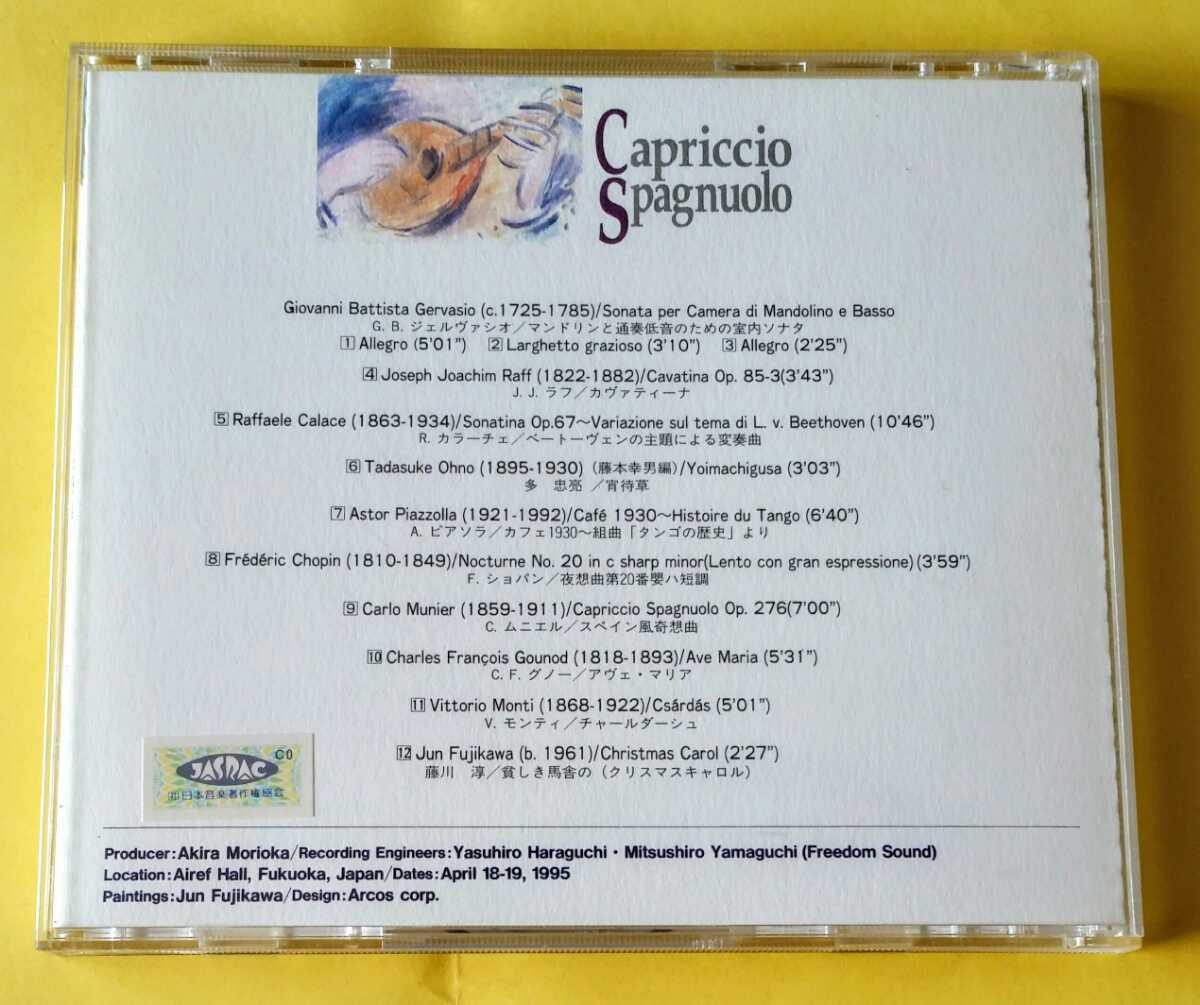 Capriccio
Spagnuolo
Giovanni Battista Gervasio (c.1725-1785)/Sonata per Camera di Mandolino e Basso
G. B. ジェルヴァシオ／マンドリンと通奏低音のための室内ソナタ
1 Allegro (5'01") 2 Larghetto grazioso (3'10") 3 Allegro (2'25")
4 Joseph Joachim Raff (1822-1882)/Cavatina Op. 85-3(3'43")
J. J. ラフ／カヴァティーナ
5 Raffaele Calace (1863-1934)/Sonatina Op.67～Variazione sul tema di L. v. Beethoven (10'46")
R. カラーチェ／ベートーヴェンの主題による変奏曲
6 Tadasuke Ohno (1895-1930) (藤本幸男編)/Yoimachigusa (3'03")
多 忠亮 ／宵待草
7 Astor Piazzolla (1921-1992)/Café 1930～Histoire du Tango (6'40")
A. ピアソラ／カフェ1930～組曲「タンゴの歴史」より
8 Frédéric Chopin (1810-1849)/Nocturne No. 20 in c sharp minor(Lento con gran espressione) (3'59")
F. ショパン／夜想曲第20番嬰ハ短調
9 Carlo Munier (1859-1911)/Capriccio Spagnuolo Op. 276(7'00")
C. ムニエル／スペイン風奇想曲
10 Charles François Gounod (1818-1893)/Ave Maria (5'31")
C. F. グノー／アヴェ・マリア
11 Vittorio Monti (1868-1922)/Csárdás (5'01")
V. モンティ／チャールダーシュ
12 Jun Fujikawa (b. 1961)/Christmas Carol (2'27")
藤川 淳／貧しき馬舎の（クリスマスキャロル）
C0
JASRAC
(社)日本音楽著作権協会
Producer:Akira Morioka/Recording Engineers:Yasuhiro Haraguchi・Mitsushiro Yamaguchi(Freedom Sound)
Location:Airef Hall, Fukuoka, Japan/Dates:April 18-19, 1995
Paintings:Jun Fujikawa/Design:Arcos corp.